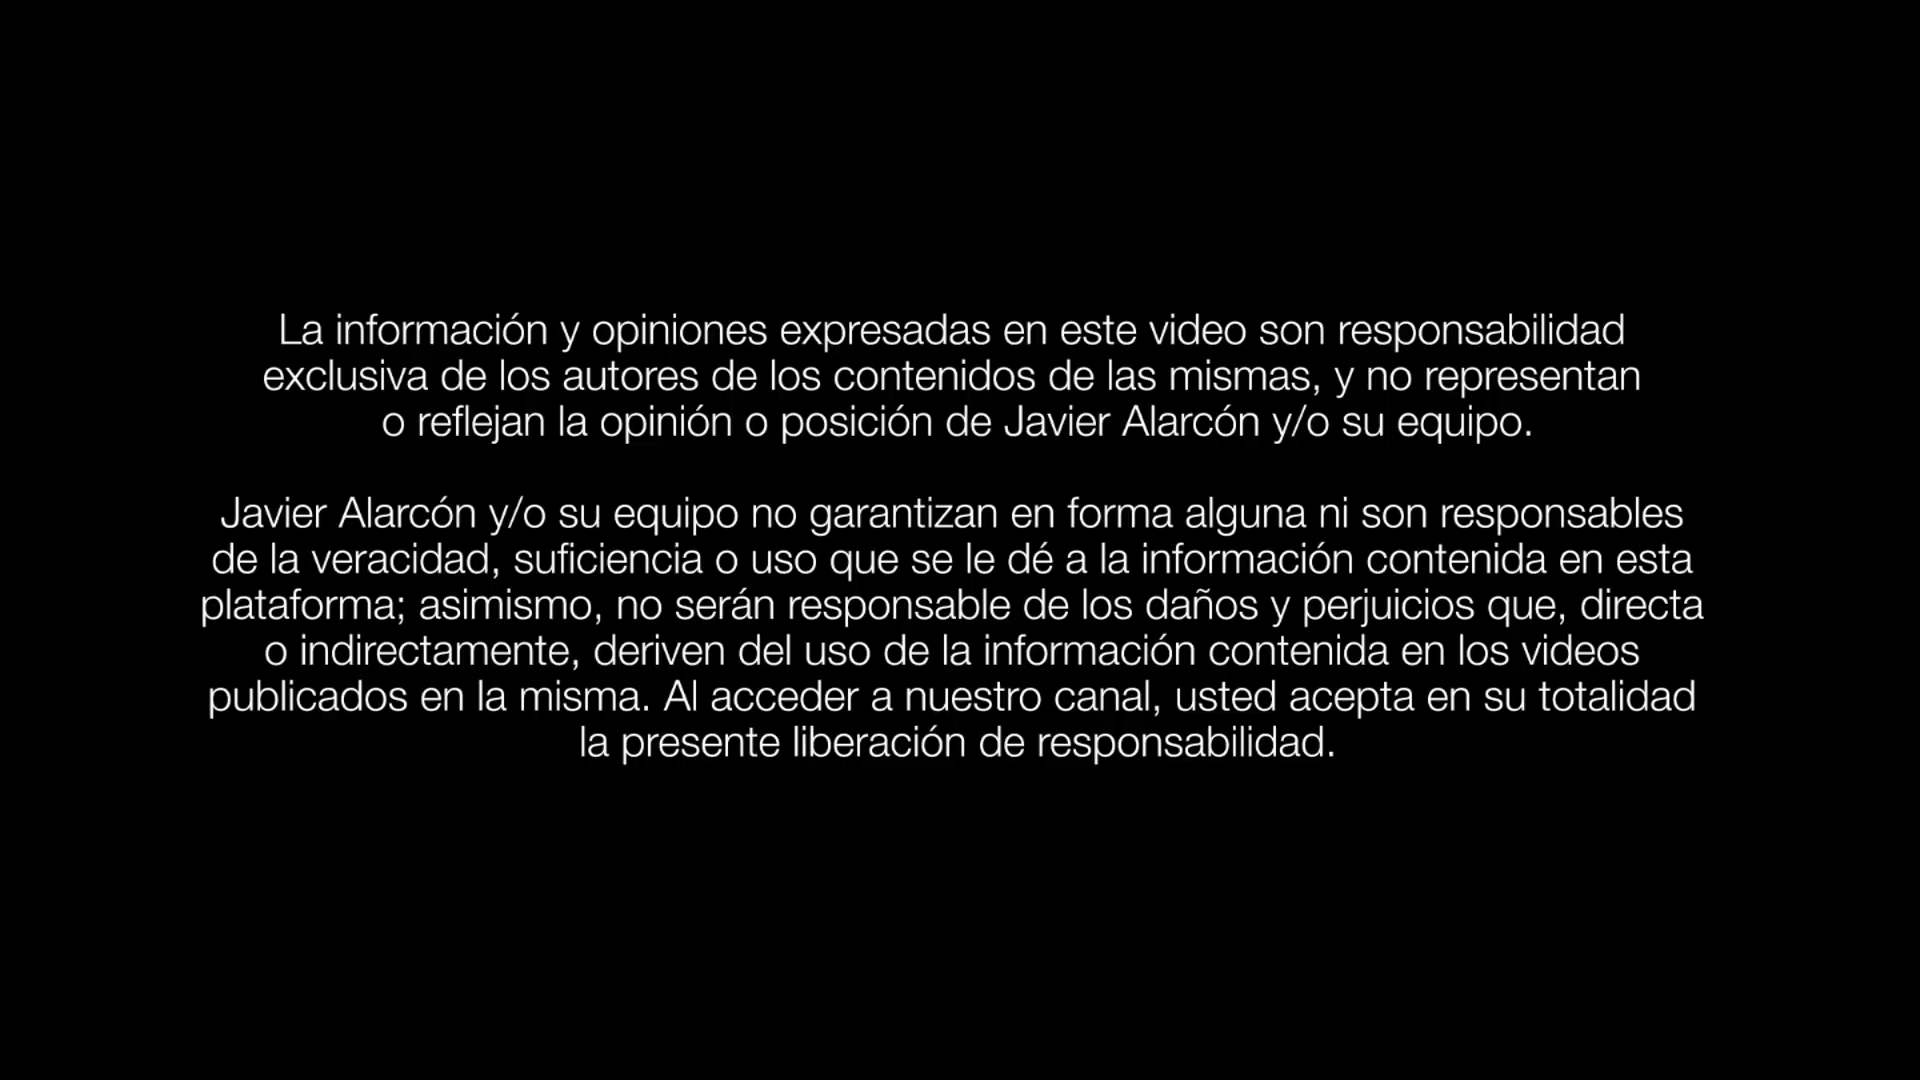 La información y opiniones expresadas en este video son responsabilidad
exclusiva de los autores de los contenidos de las mismas, y no representan
o reflejan la opinión o posición de Javier Alarcón y/o su equipo.
Javier Alarcón y/o su equipo no garantizan en forma alguna ni son responsables
de la veracidad, suficiencia o uso que se le dé a la información contenida en esta
plataforma; asimismo, no serán responsable de los daños y perjuicios que, directa
o indirectamente, deriven del uso de la información contenida en los videos
publicados en la misma. Al acceder a nuestro canal, usted acepta en su totalidad
la presente liberación de responsabilidad.